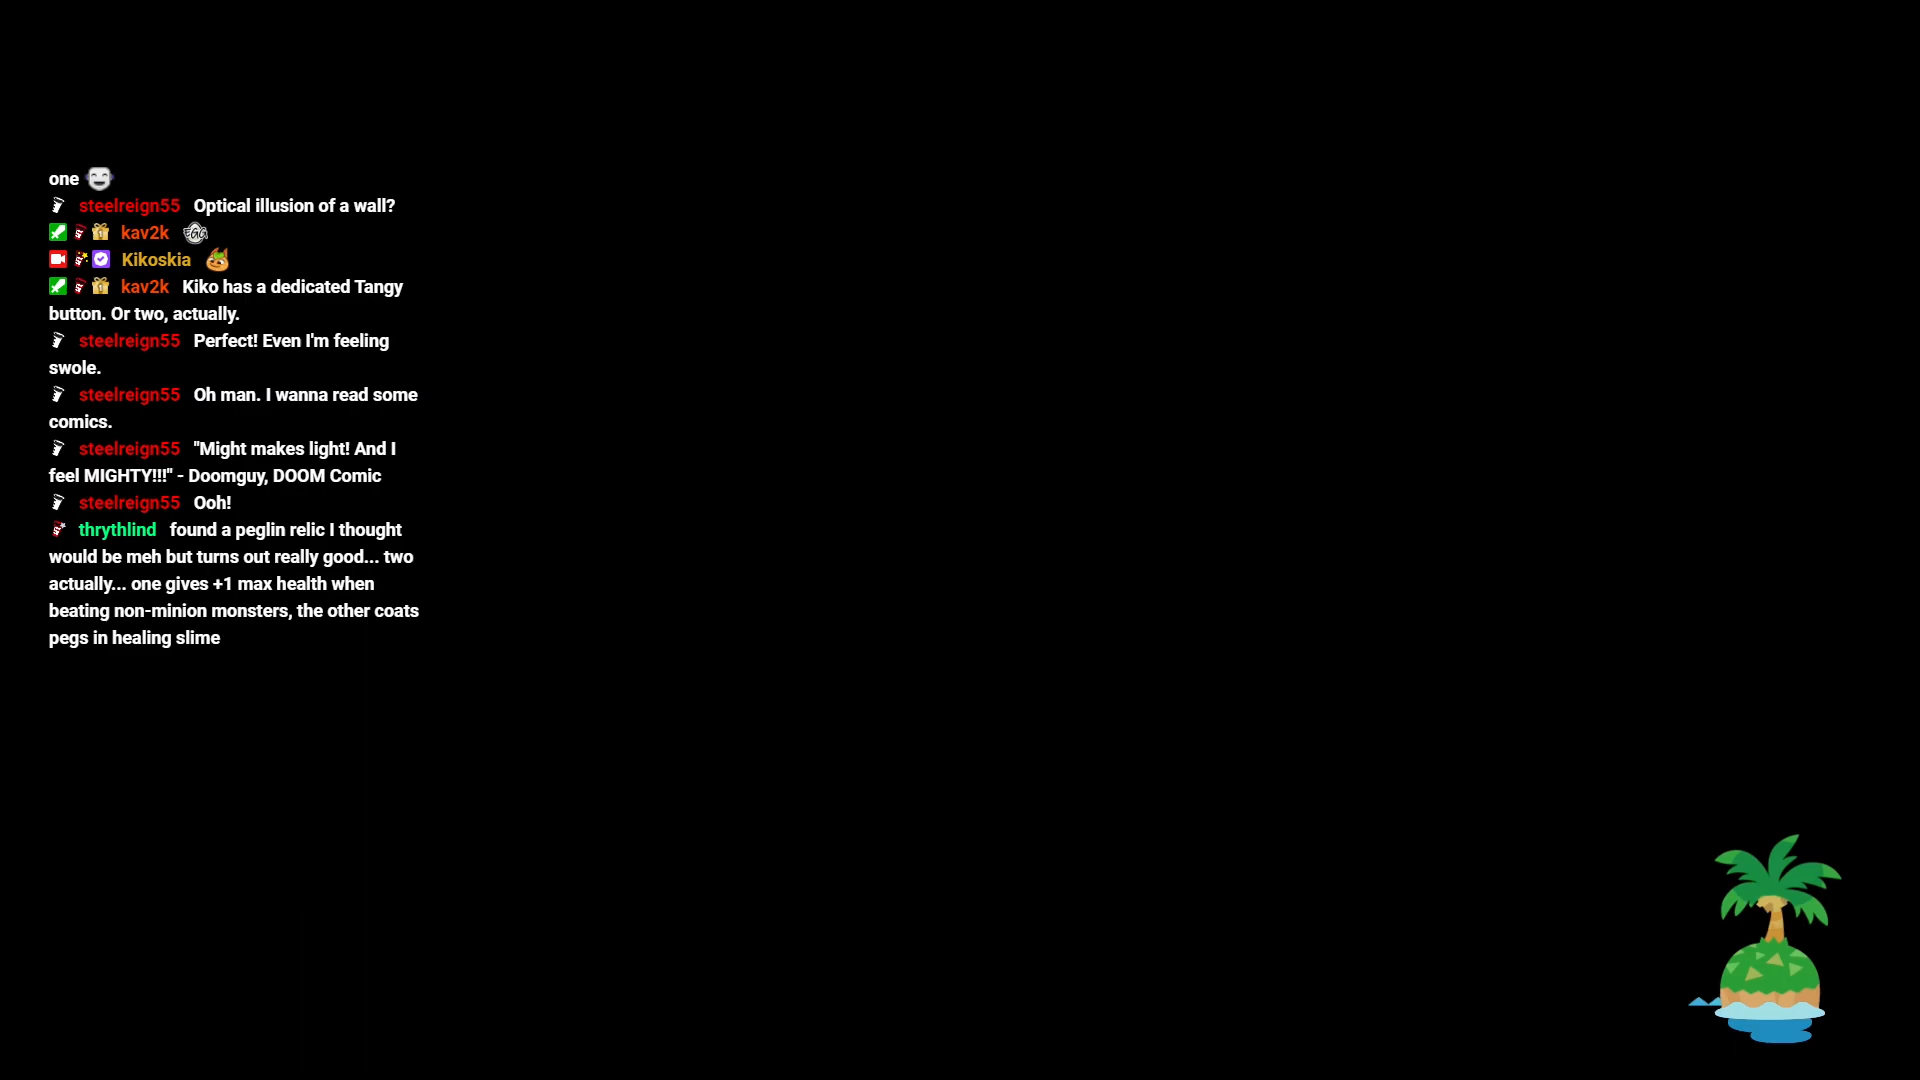 one
steelreign55 Optical illusion of a wall?
kav2k EGG
Kikoskia
kav2k Kiko has a dedicated Tangy
button. Or two, actually.
steelreign55 Perfect! Even I'm feeling
swole.
steelreign55 Oh man. I wanna read some
comics.
steelreign55 "Might makes light! And I
feel MIGHTY!!!" - Doomguy, DOOM Comic
steelreign55 Ooh!
thrythlind found a peglin relic I thought
would be meh but turns out really good... two
actually... one gives +1 max health when
beating non-minion monsters, the other coats
pegs in healing slime